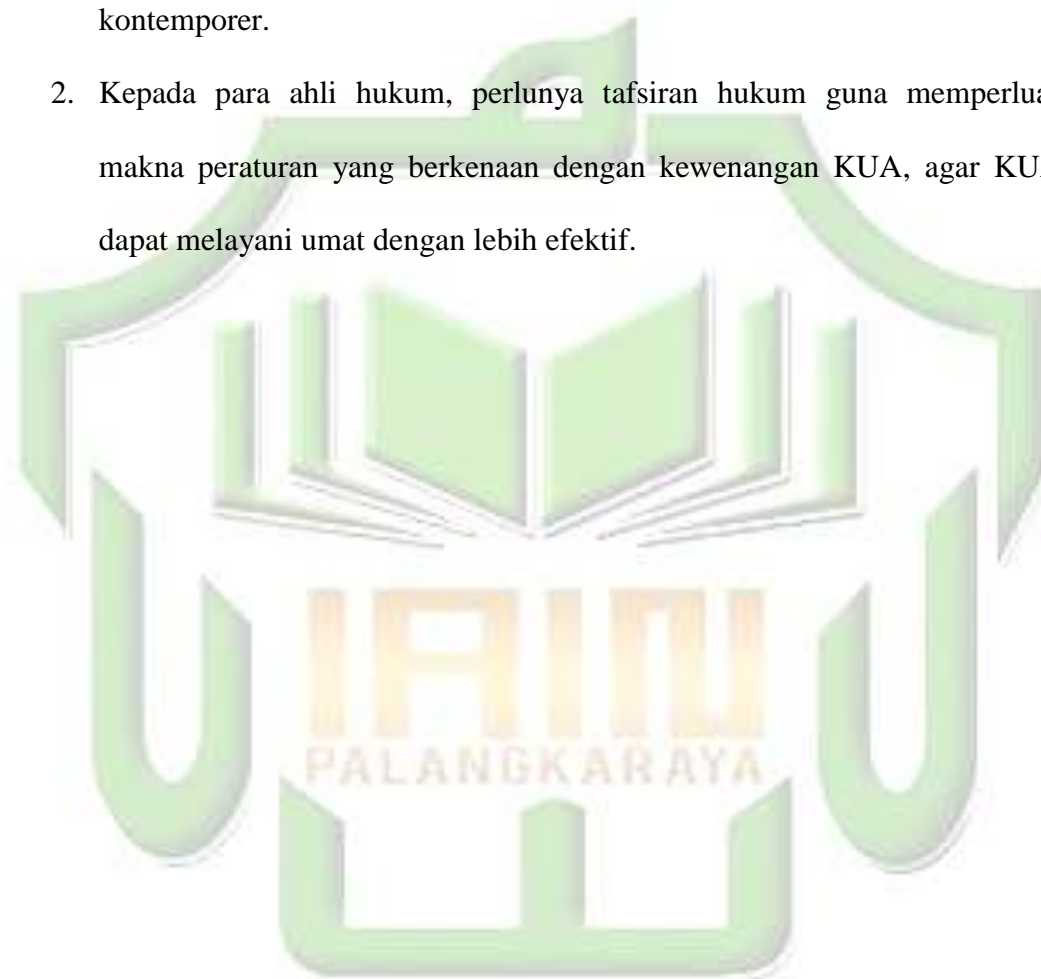 kontemporer.
2. Kepada para ahli hukum, perlunya tafsiran hukum guna memperlua
makna peraturan yang berkenaan dengan kewenangan KUA, agar KU
dapat melayani umat dengan lebih efektif.
IAIN
PALANGKARAYA